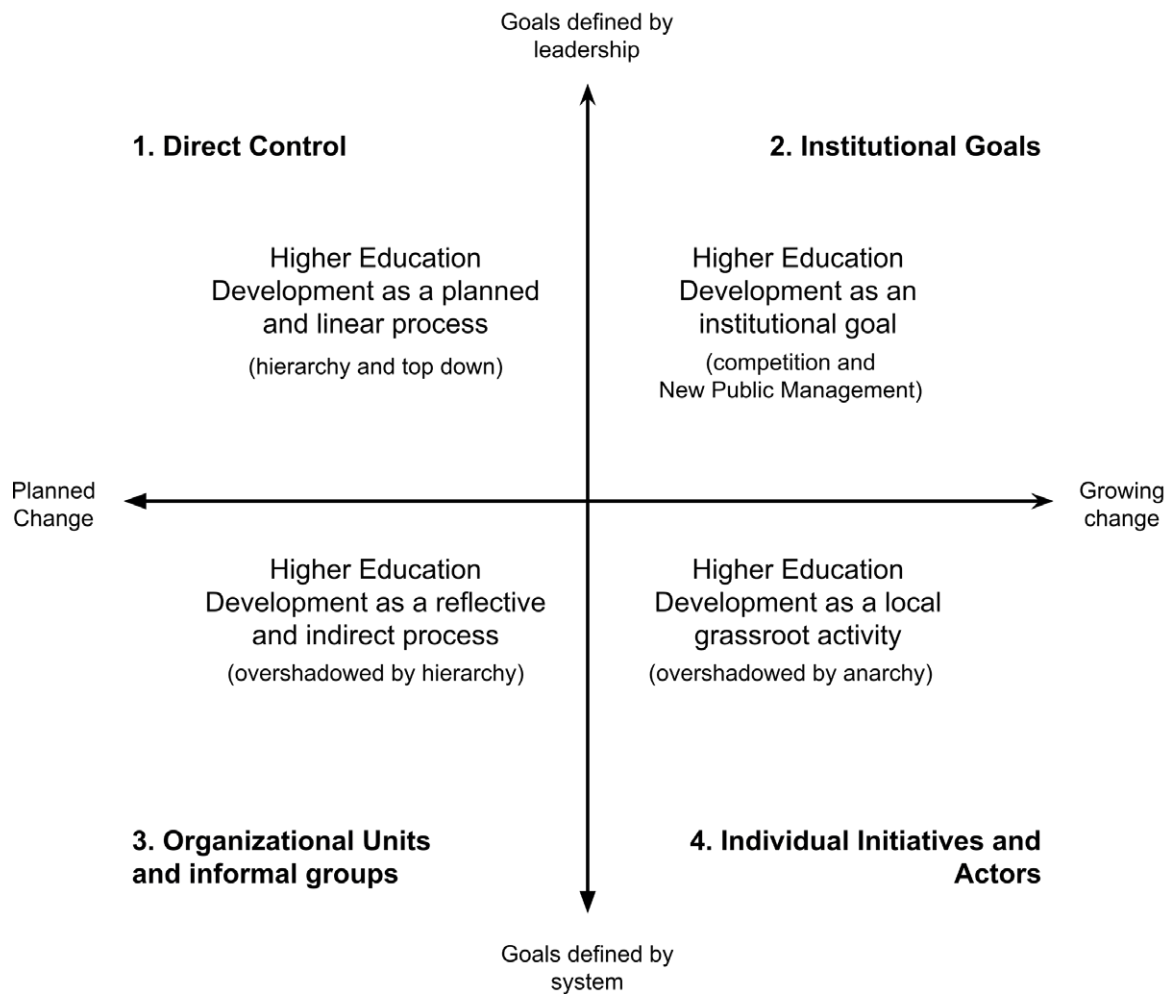 Goals defined by
leadership
1. Direct Control
2. Institutional Goals
Higher Education
Development as a planned
and linear process
(hierarchy and top down)
Higher Education
Development as an
institutional goal
(competition and
New Public Management)
Planned
Change
Growing
change
Higher Education
Development as a reflective
and indirect process
(overshadowed by hierarchy)
Higher Education
Development as a local
grassroot activity
(overshadowed by anarchy)
3. Organizational Units
and informal groups
4. Individual Initiatives and
Actors
Goals defined by
system